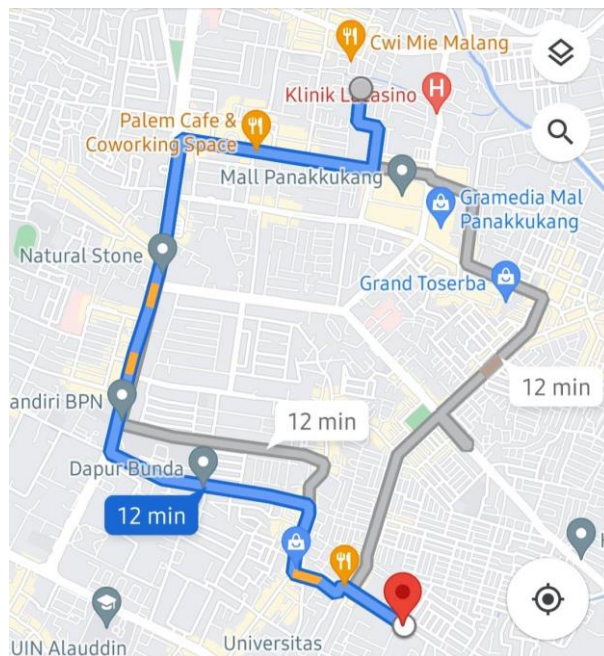 Cwi Mie Malang
Klinik
H
Palem Cafe &
Coworking Space
Mall Panakkukang
Gramedia Mal
Panakkukang
Natural Stone
Grand Toserba
andiri BPN
12 min
12 min
Dapur Bunda
12 min
UIN Alauddin
Universitas